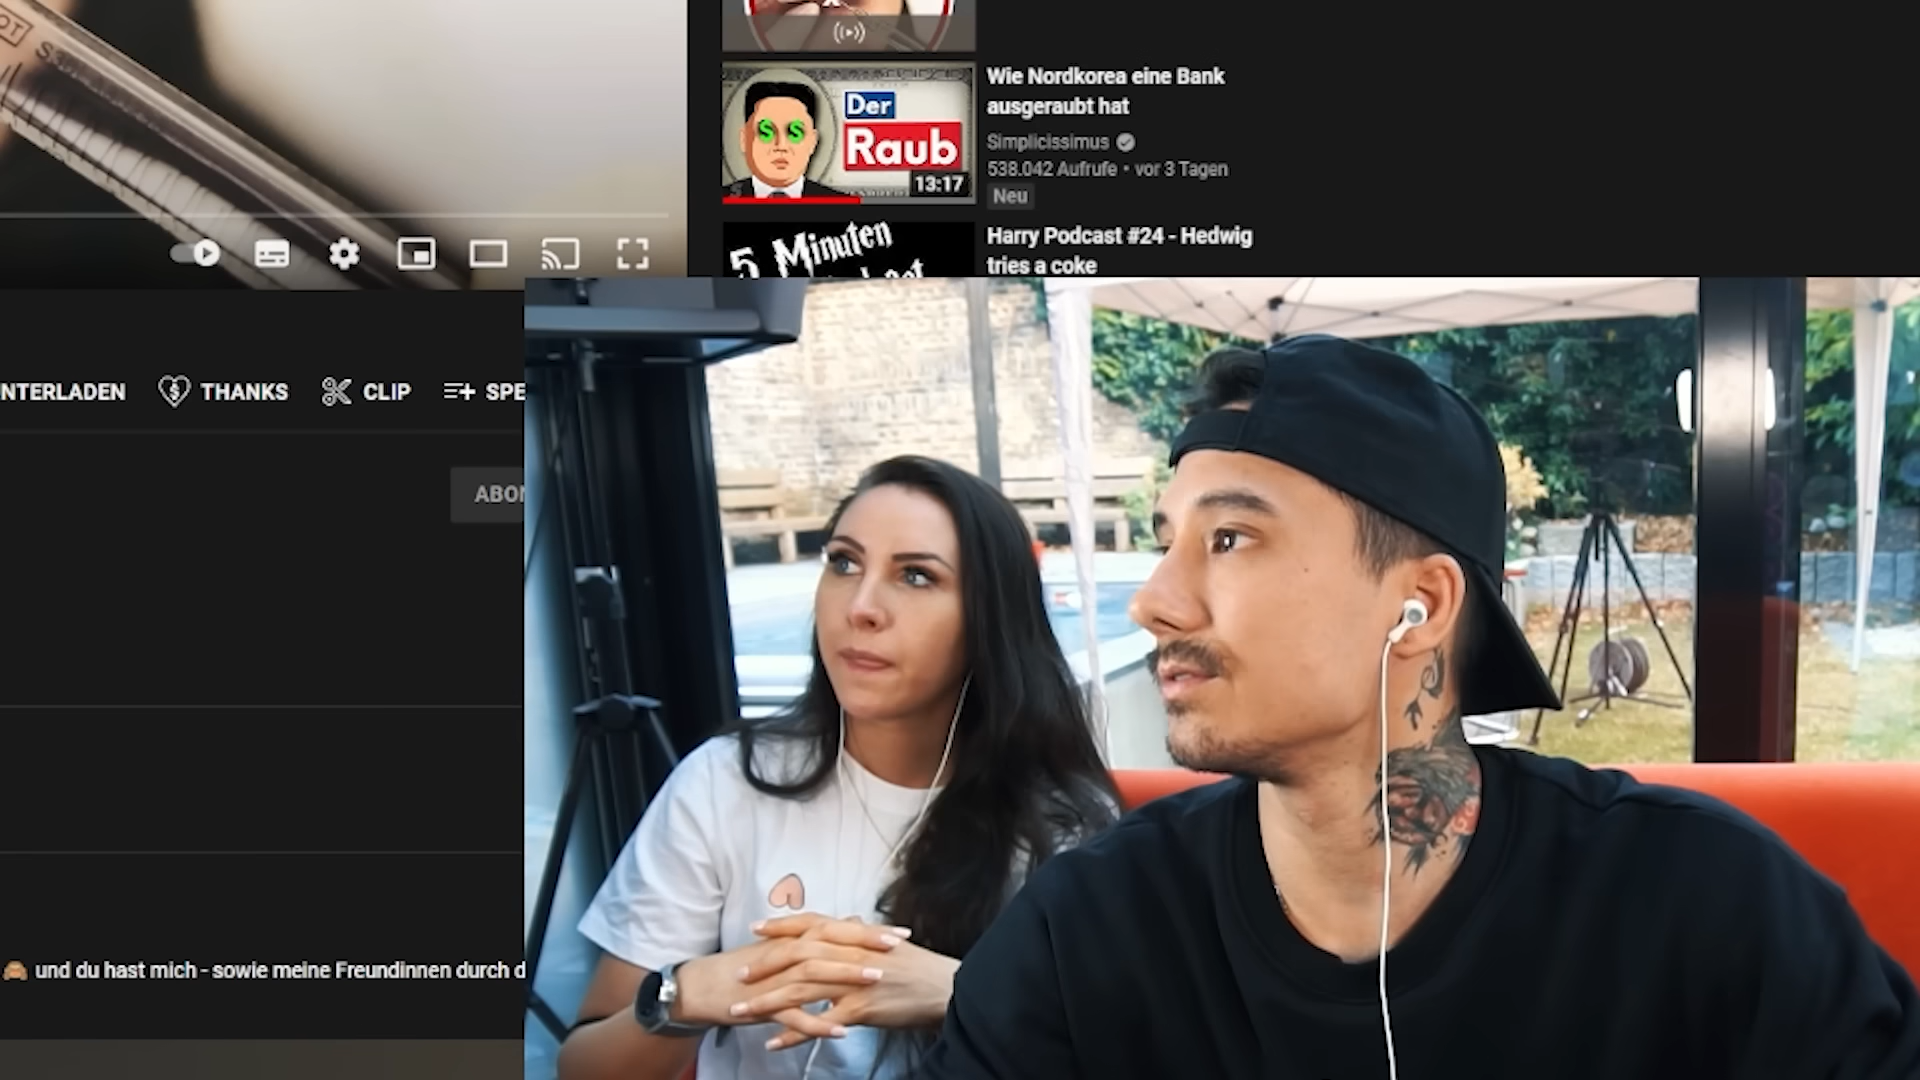 Wie Nordkorea eine Bank
ausgeraubt hat
Der
Raub
13:17
Simplicissimus
538.042 Aufrufe • vor 3 Tagen
Neu
5 Minuten
Harry Podcast #24 - Hedwig
tries a coke
NTERLADEN
THANKS
CLIP
SPE
ABON
und du hast mich - sowie meine Freundinnen durch d